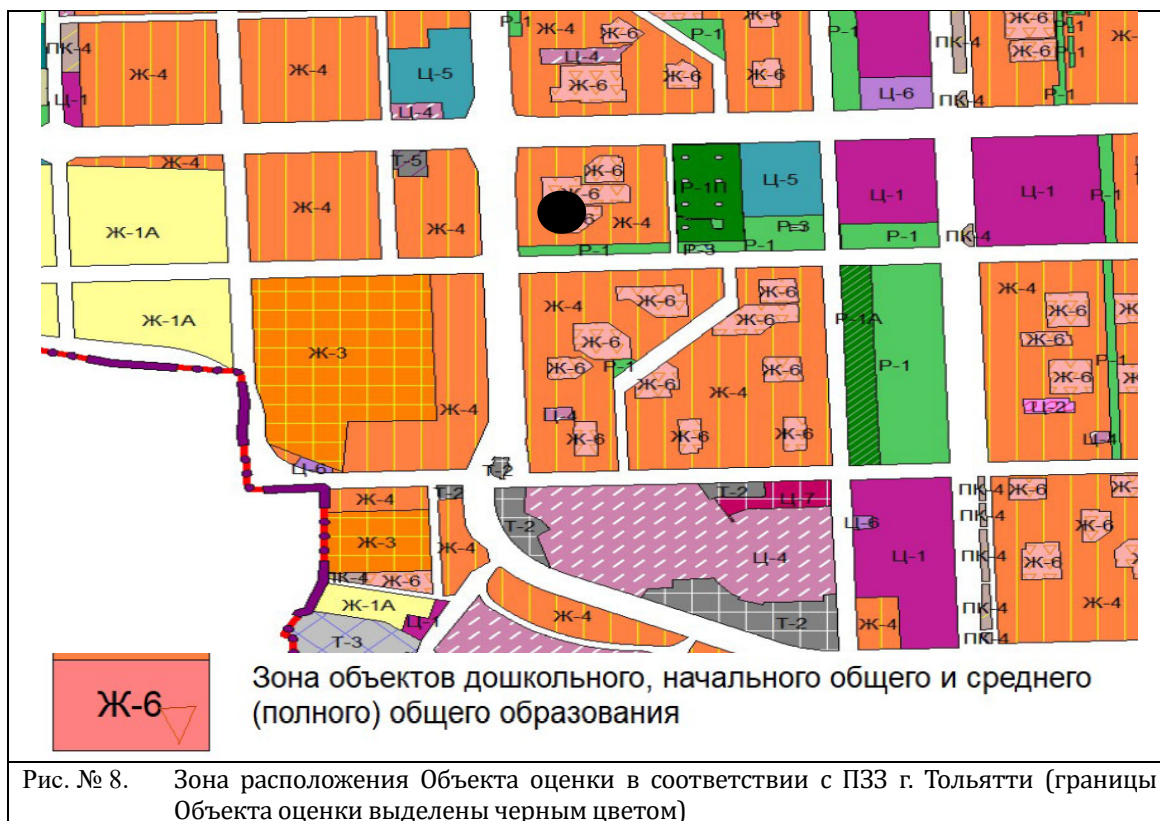 Р-1 Ж-4 Ж-6 Р-1 Ж-6 ПК-4 Ж-6 Р-1
ПК-4 Ж-4 Ж-4 Ц-5 Ц-4 Ж-6 Ж-6 Ж-6 Ц-6 Ж-6 Р-1 Ж-4
Ц-1 Ц-4 ПК-4 Р-1
Ж-4 Т-5 Ж-6
Ж-4 Ж-6 Р-1П Ц-5 Ц-1 Ц-1 Р-1
Ж-1А Ж-4 Ж-4 Р-3 Р-1 ПК-4
Р-1 Р-3 Р-1
Ж-1А Ж-4 Ж-6 Ж-6 Р-1А Ж-4 Ж-6
Ж-3 Ж-6 Ж-6 Ж-6
Ж-6 Р-1 Ж-6 Ж-6 Р-1 Ж-6 Р-1
Ж-4 Ж-4 Ц-2
Ц-4 Ж-6 Ж-6 Ж-6 Ц-4
Ц-6 Т-2
Ж-4 Т-2 Т-2 Ц-7 ПК-4 Ж-6 Ж-6
Ж-3 Ж-4 Т-2 Ц-6 Ц-1 ПК-4 Ж-6
ПК-4 Ж-6 Ц-4 ПК-4 Ж-6
Ж-1А Ц-1 Ж-4 Т-2 Ж-4 ПК-4 Ж-4
Т-3 ПК-4
Ж-6
Зона объектов дошкольного, начального общего и среднего
(полного) общего образования
Рис. № 8. Зона расположения Объекта оценки в соответствии с ПЗЗ г. Тольятти (границы
Объекта оценки выделены черным цветом)